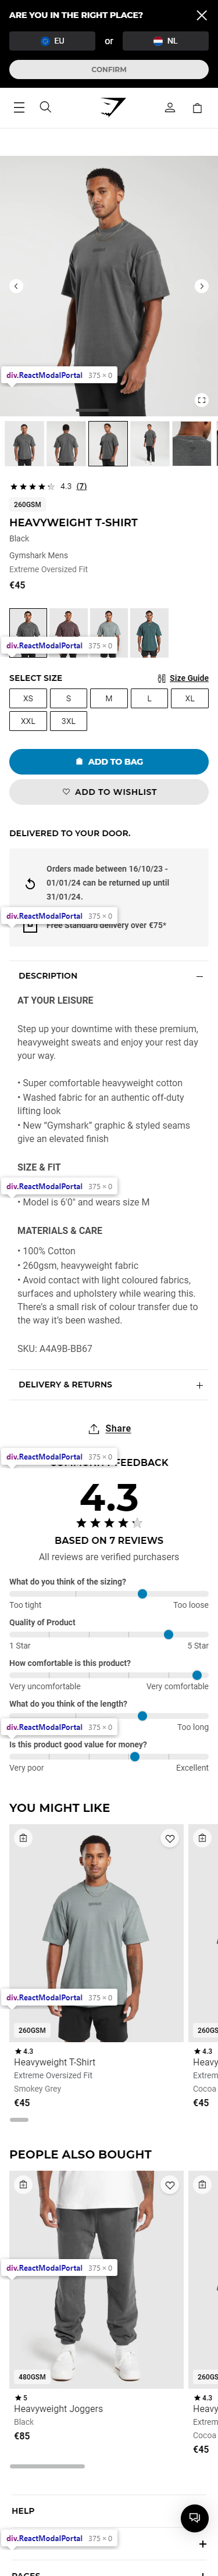 ARE YOU IN THE RIGHT PLACE?
EU or NL
CONFIRM
div.ReactModalPortal 375 × 0
4.3 (7)
260GSM
HEAVYWEIGHT T-SHIRT
Black
Gymshark Mens
Extreme Oversized Fit
€45
div.ReactModalPortal 375 × 0
SELECT SIZE Size Guide
XS S M L XL
XXL 3XL
ADD TO BAG
ADD TO WISHLIST
DELIVERED TO YOUR DOOR.
Orders made between 16/10/23 -
01/01/24 can be returned up until
31/01/24.
div.ReactModalPortal 375 × 0
Free Standard delivery over €75*
DESCRIPTION
AT YOUR LEISURE
Step up your downtime with these premium,
heavyweight sweats and enjoy your rest day
your way.
• Super comfortable heavyweight cotton
• Washed fabric for an authentic off-duty
lifting look
• New “Gymshark” graphic & styled seams
give an elevated finish
SIZE & FIT
div.ReactModalPortal 375 × 0
• Model is 6'0" and wears size M
MATERIALS & CARE
• 100% Cotton
• 260gsm, heavyweight fabric
• Avoid contact with light coloured fabrics,
surfaces and upholstery while wearing this.
There’s a small risk of colour transfer due to
the way it’s been washed.
SKU: A4A9B-BB67
DELIVERY & RETURNS
Share
div.ReactModalPortal 375 × 0
FEEDBACK
4.3
BASED ON 7 REVIEWS
All reviews are verified purchasers
What do you think of the sizing?
Too tight Too loose
Quality of Product
1 Star 5 Star
How comfortable is this product?
Very uncomfortable Very comfortable
What do you think of the length?
div.ReactModalPortal 375 × 0
Too long
Is this product good value for money?
Very poor Excellent
YOU MIGHT LIKE
div.ReactModalPortal 375 × 0
260GSM 260GS
4.3 4.3
Heavyweight T-Shirt Heavy
Extreme Oversized Fit Extrem
Smokey Grey Cocoa
€45 €45
PEOPLE ALSO BOUGHT
div.ReactModalPortal 375 × 0
480GSM 260GS
5 4.3
Heavyweight Joggers Heavy
Black Extrem
Cocoa
€85
€45
HELP
div.ReactModalPortal 375 × 0
PAGES